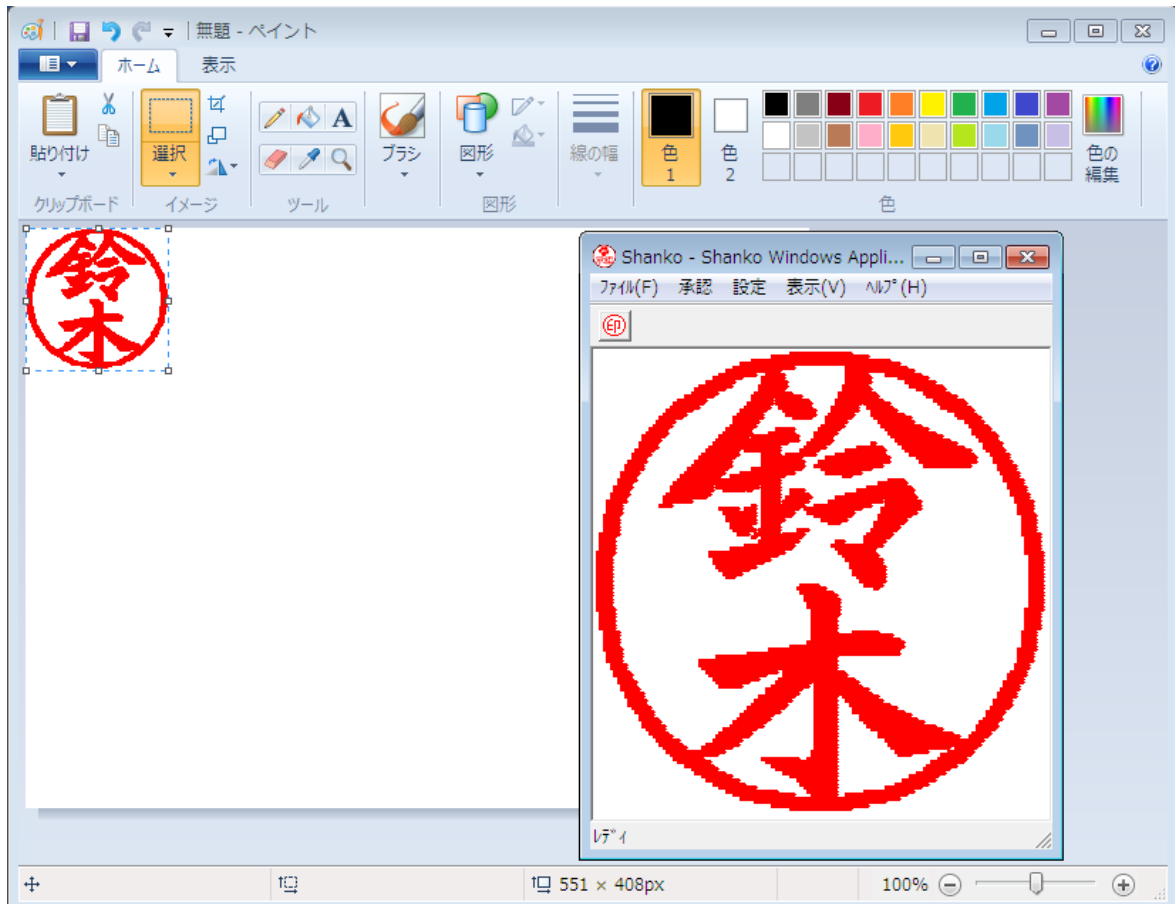 無題 - ペイント
ホーム 表示
貼り付け
選択
A
ブラシ
図形
線の幅
色
1
色
2
色の
編集
クリップボード
イメージ
ツール
図形
色
鈴
木
Shanko - Shanko Windows Appli...
ﾌｧｲﾙ(F) 承認 設定 表示(V) ﾍﾙﾌﾟ(H)
印
鈴
木
ﾚﾃﾞｨ
551 × 408px
100%